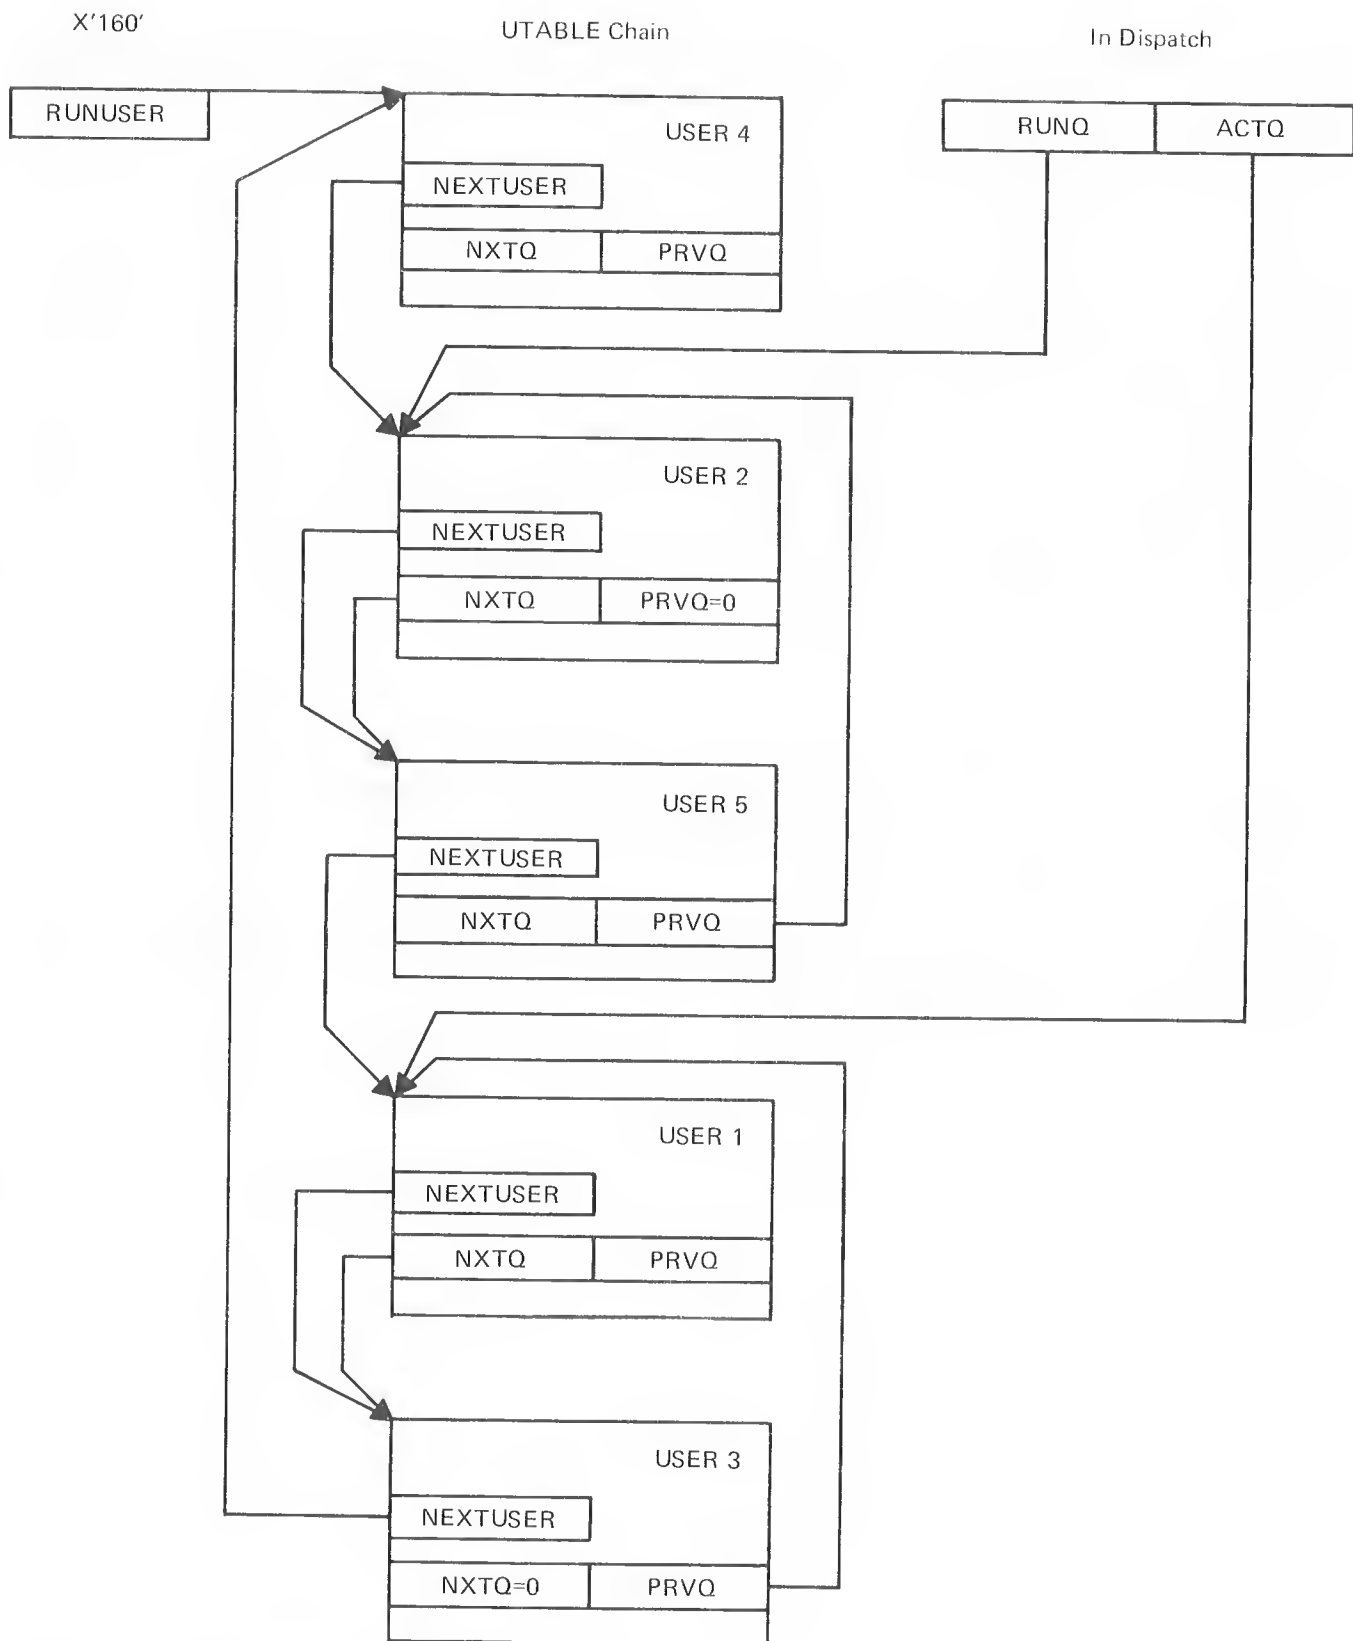 X'160'
UTABLE Chain
In Dispatch
RUNUSER
USER 4
RUNQ
ACTQ
NEXTUSER
NXTQ
PRVQ
USER 2
NEXTUSER
NXTQ
PRVQ=0
USER 5
NEXTUSER
NXTQ
PRVQ
USER 1
NEXTUSER
NXTQ
PRVQ
USER 3
NEXTUSER
NXTQ=0
PRVQ